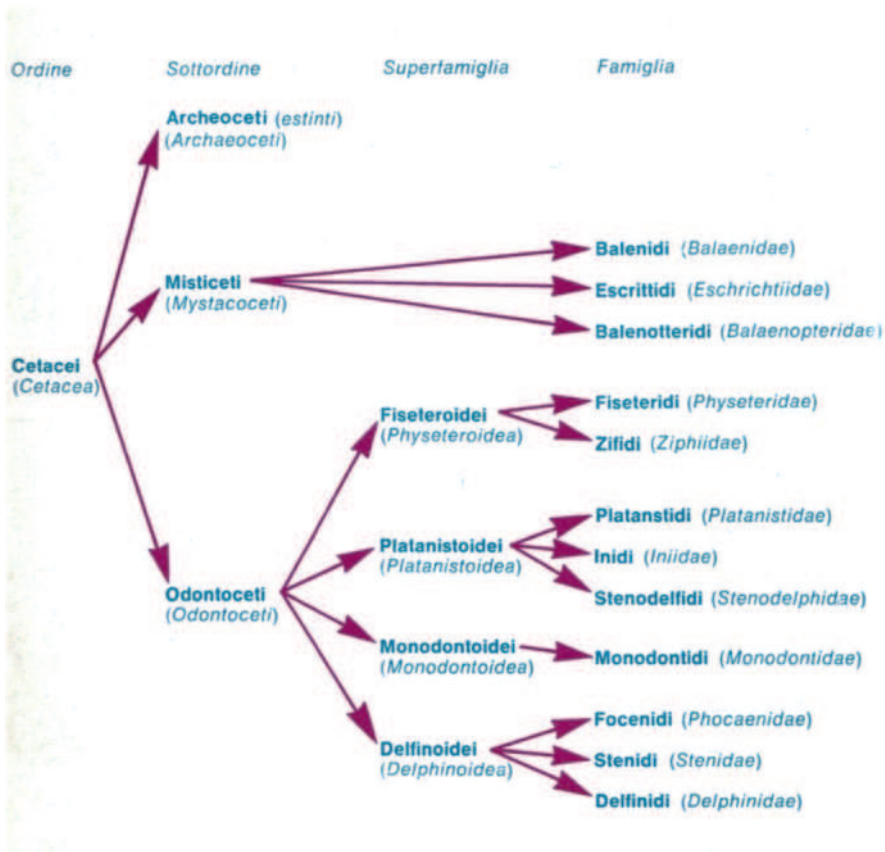 Ordine Sottordine Superfamiglia Famiglia
Archeoceti (estinti)
(Archaeoceti)
Balenidi (Balaenidae)
Misticeti
(Mystacoceti)
Escrittidi (Eschrichtiidae)
Balenotteridi (Balaenopteridae)
Cetacei
(Cetacea)
Fiseteroidei
(Physeteroidea)
Fiseteridi (Physeteridae)
Zifidi (Ziphiidae)
Platanstidi (Platanistidae)
Platanistoidei
(Platanistoidea)
Inidi (Iniidae)
Stenodelfidi (Stenodelphidae)
Odontoceti
(Odontoceti)
Monodontoidei
(Monodontoidea)
Monodontidi (Monodontidae)
Focenidi (Phocaenidae)
Delfinoidei
(Delphinoidea)
Stenidi (Stenidae)
Delfinidi (Delphinidae)